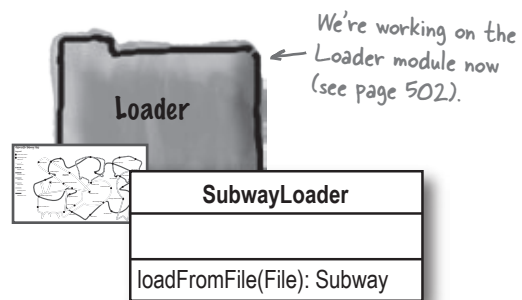 We're working on the
Loader module now
(see page 502).
Loader
SubwayLoader
loadFromFile(File): Subway